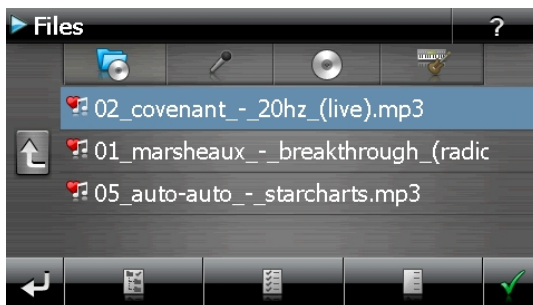 Files
?
02_covenant_-_20hz_(live).mp3
01_marsheaux_-_breakthrough_(radic
05_auto-auto_-_starcharts.mp3